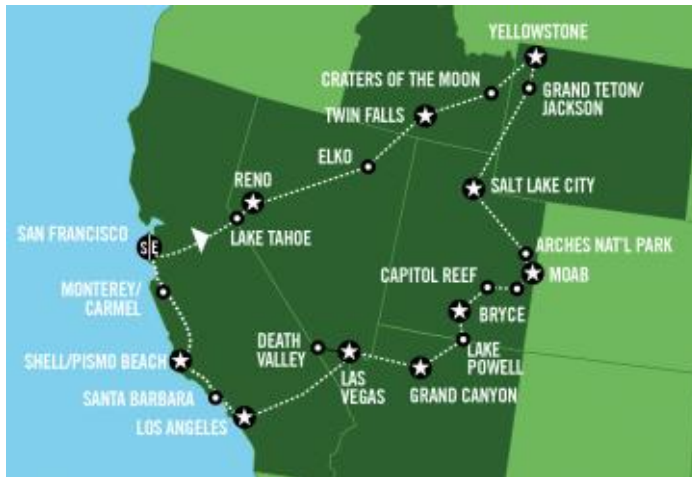 YELLOWSTONE
CRATERS OF THE MOON
GRAND TETON/
JACKSON
TWIN FALLS
ELKO
RENO
SALT LAKE CITY
SAN FRANCISCO
S E
LAKE TAHOE
ARCHES NAT'L PARK
CAPITOL REEF
MOAB
MONTEREY/
CARMEL
BRYCE
DEATH
VALLEY
LAKE
POWELL
SHELL/PISMO BEACH
LAS
VEGAS
GRAND CANYON
SANTA BARBARA
LOS ANGELES